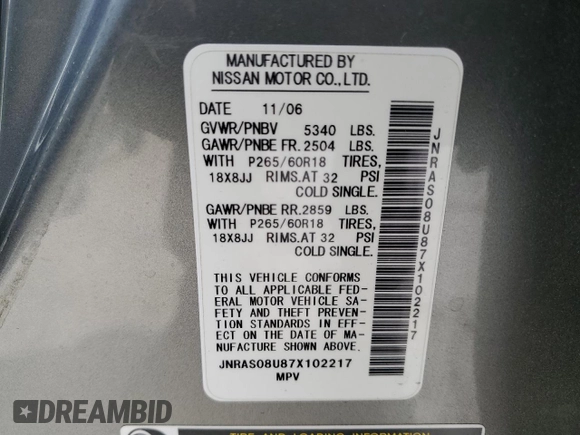 MANUFACTURED BY
NISSAN MOTOR CO., LTD.
DATE 11/06
GVWR/PNBV 5340 LBS.
GAWR/PNBE FR. 2504 LBS.
WITH P265/60R18 TIRES,
18X8JJ RIMS. AT 32 PSI
COLD SINGLE.
GAWR/PNBE RR. 2859 LBS.
WITH P265/60R18 TIRES,
18X8JJ RIMS. AT 32 PSI
COLD SINGLE.
THIS VEHICLE CONFORMS
TO ALL APPLICABLE FED-
ERAL MOTOR VEHICLE SA-
FETY AND THEFT PREVEN-
TION STANDARDS IN EFF-
ECT ON THE DATE OF MA-
NUFACTURE SHOWN ABOVE.
JNRAS08U87X102217
MPV
JNRAS08U87X102217
TIRE AND LOADING INFORMATION
DREAMBID